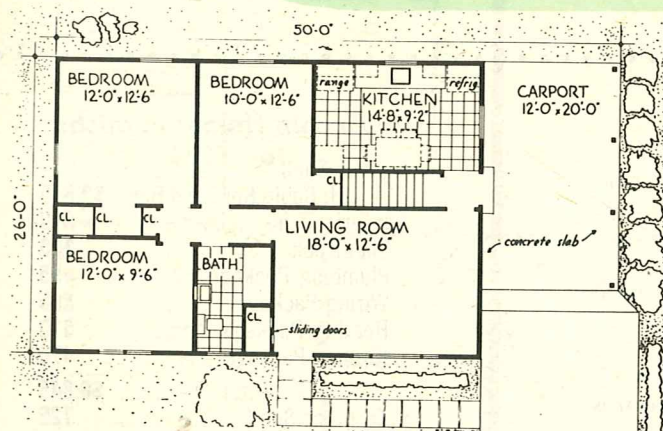 50'-0"
26'-0"
BEDROOM
12'-0" x 12'-6"
BEDROOM
10'-0" x 12'-6"
range
refrig.
KITCHEN
14'-8" x 9'-2"
CARPORT
12'-0" x 20'-0"
CL.
CL.
CL.
CL.
LIVING ROOM
18'-0" x 12'-6"
concrete slab
BEDROOM
12'-0" x 9'-6"
BATH
CL.
sliding doors